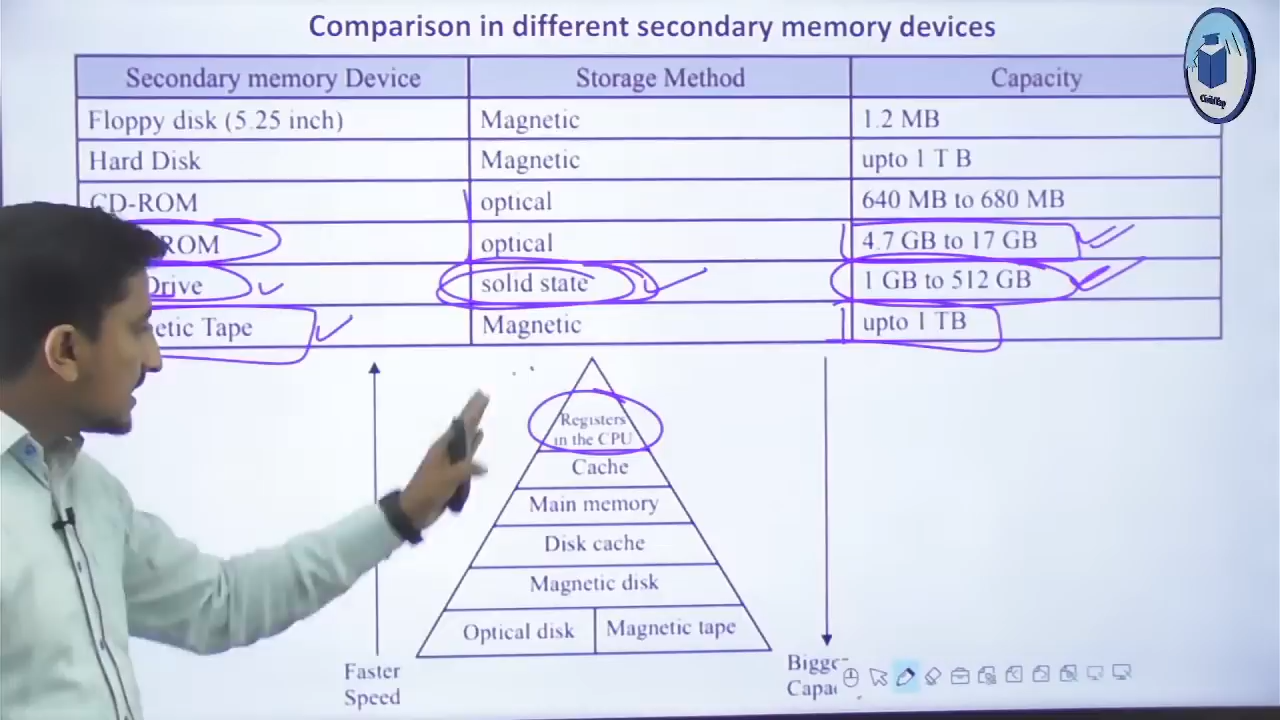 Comparison in different secondary memory devices
Secondary memory Device Storage Method Capacity
Floppy disk (5.25 inch) Magnetic 1.2 MB
Hard Disk Magnetic upto 1 T B
CD-ROM optical 640 MB to 680 MB
ROM optical 4.7 GB to 17 GB
Drive solid state 1 GB to 512 GB
etic Tape Magnetic upto 1 TB
Registers
in the CPU
Cache
Main memory
Disk cache
Magnetic disk
Optical disk Magnetic tape
Faster
Speed